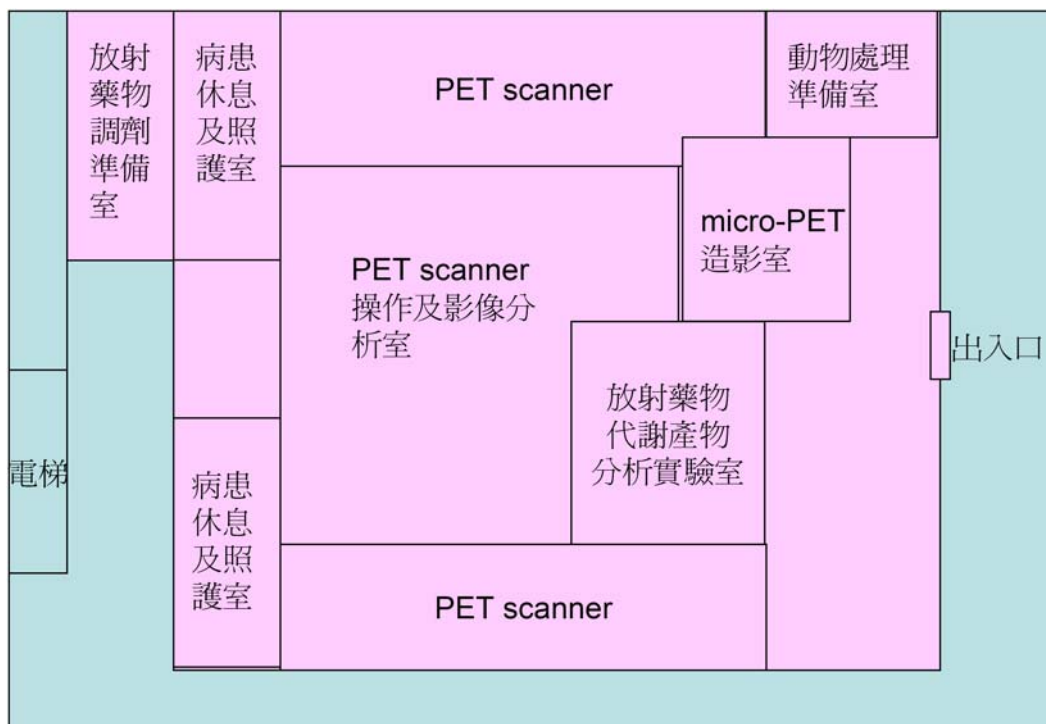 放射
藥物
調劑
準備
室
病患
休息
及照
護室
PET scanner
動物處理
準備室
micro-PET
造影室
PET scanner
操作及影像分
析室
出入口
放射藥物
代謝產物
分析實驗室
電梯
病患
休息
及照
護室
PET scanner